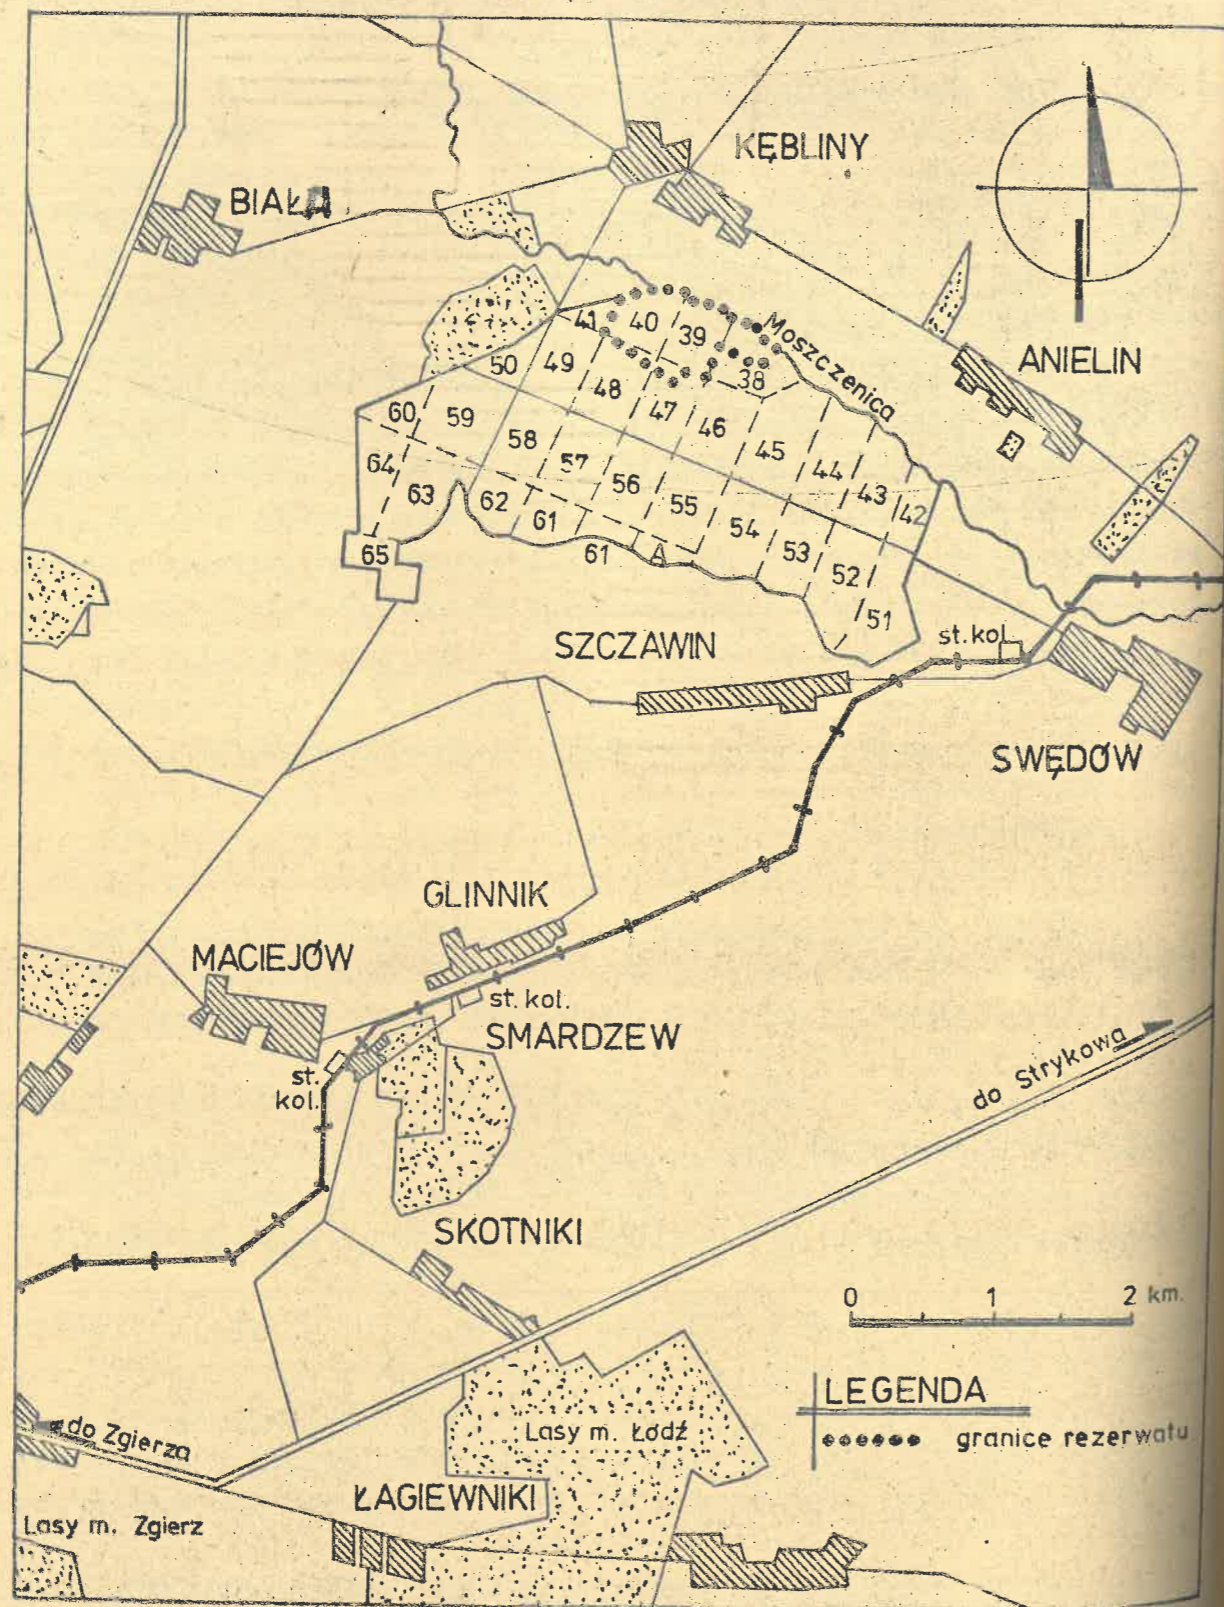 KĘBLINY
BIAŁA
Moszczenica
ANIELIN
41
40
39
38
50
49
48
47
46
45
44
43
42
60
59
58
57
56
55
54
53
52
51
64
63
62
61
61
A
65
SZCZAWIN
st. kol.
SWĘDÓW
GLINNIK
MACIEJÓW
st. kol.
SMARDZEW
st.
kol.
do Strykowa
SKOTNIKI
0 1 2 km.
LEGENDA
granice rezerwatu
do Zgierza
Lasy m. Łódź
ŁAGIEWNIKI
Lasy m. Zgierz